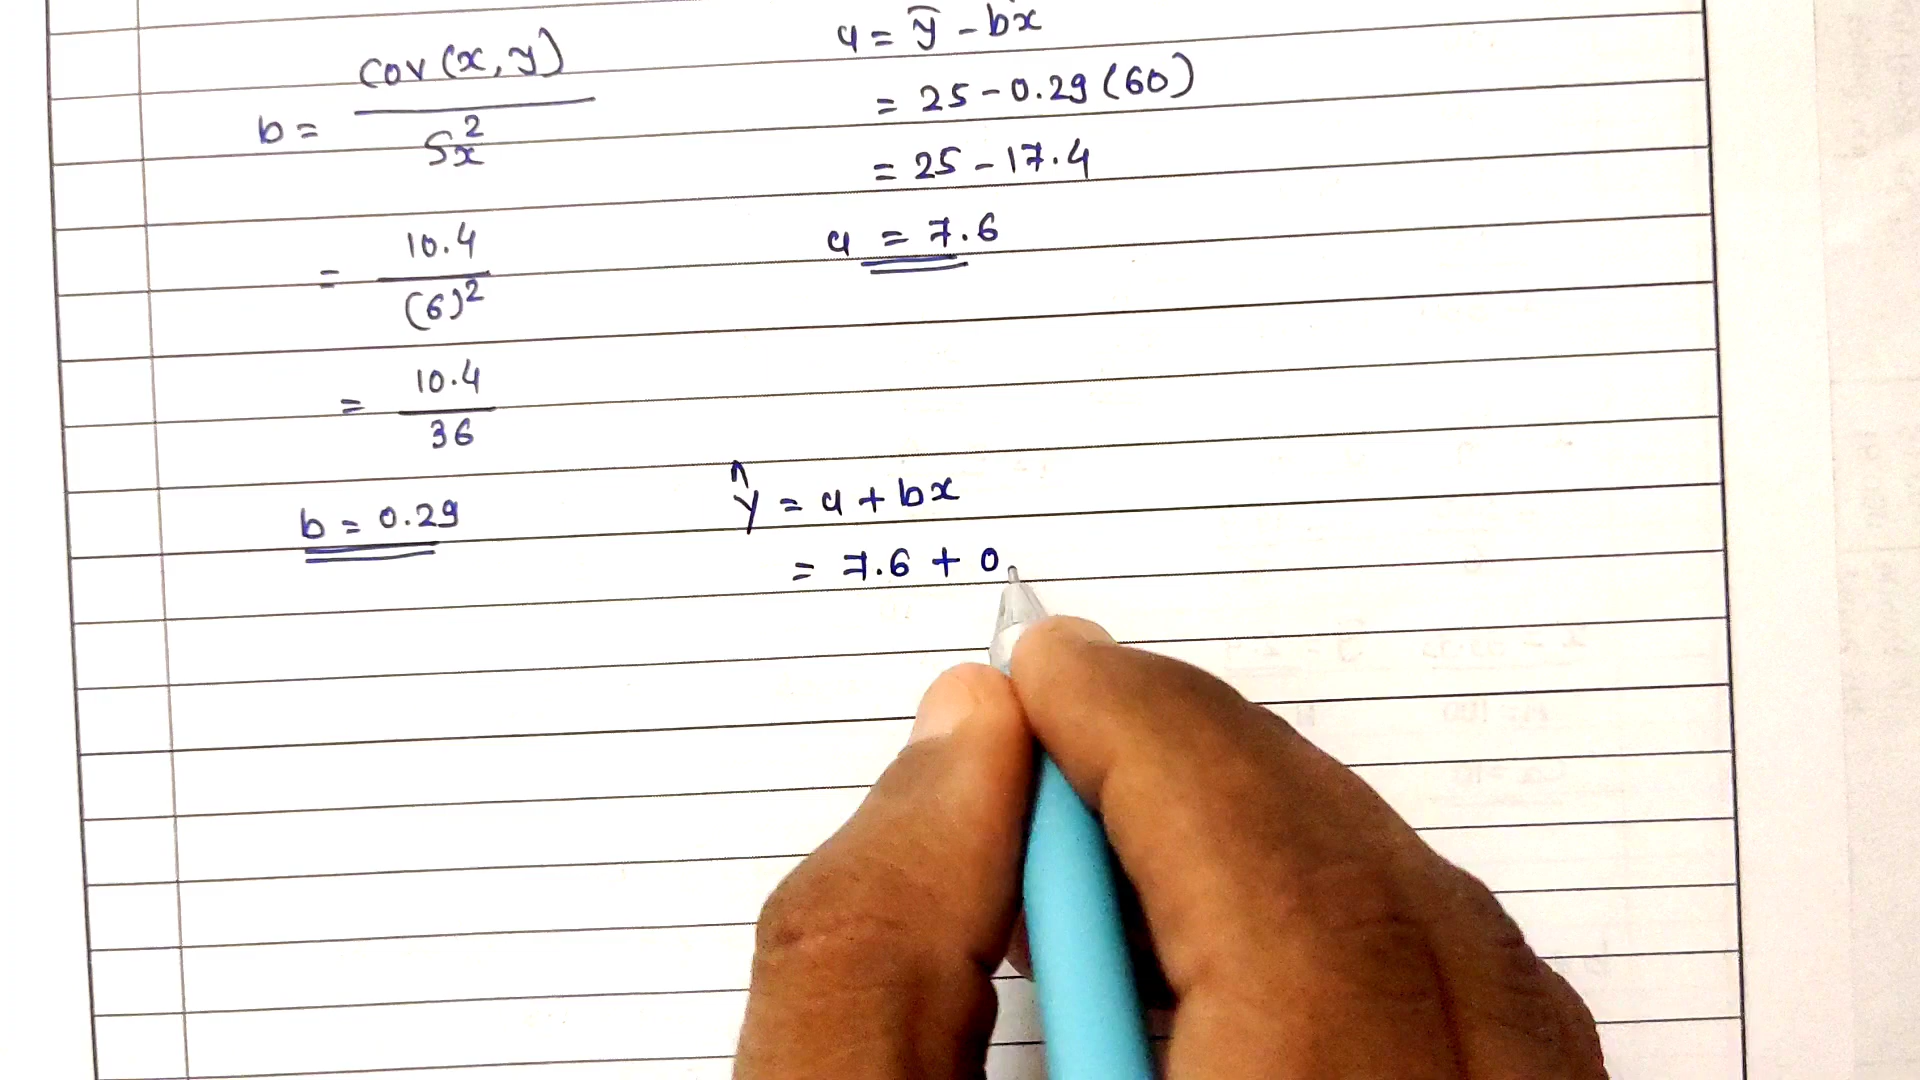 b = cov (x, y) / Sx²
= 10.4 / (6)²
= 10.4 / 36
b = 0.29
a = ȳ - bx
= 25 - 0.29 (60)
= 25 - 17.4
a = 7.6
ŷ = a + bx
= 7.6 + 0.